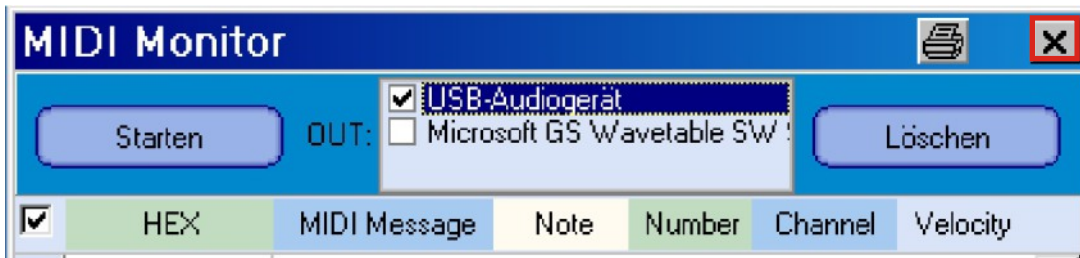 MIDI Monitor
Starten OUT: USB-Audiogerät Löschen
Microsoft GS Wavetable SW
HEX MIDI Message Note Number Channel Velocity